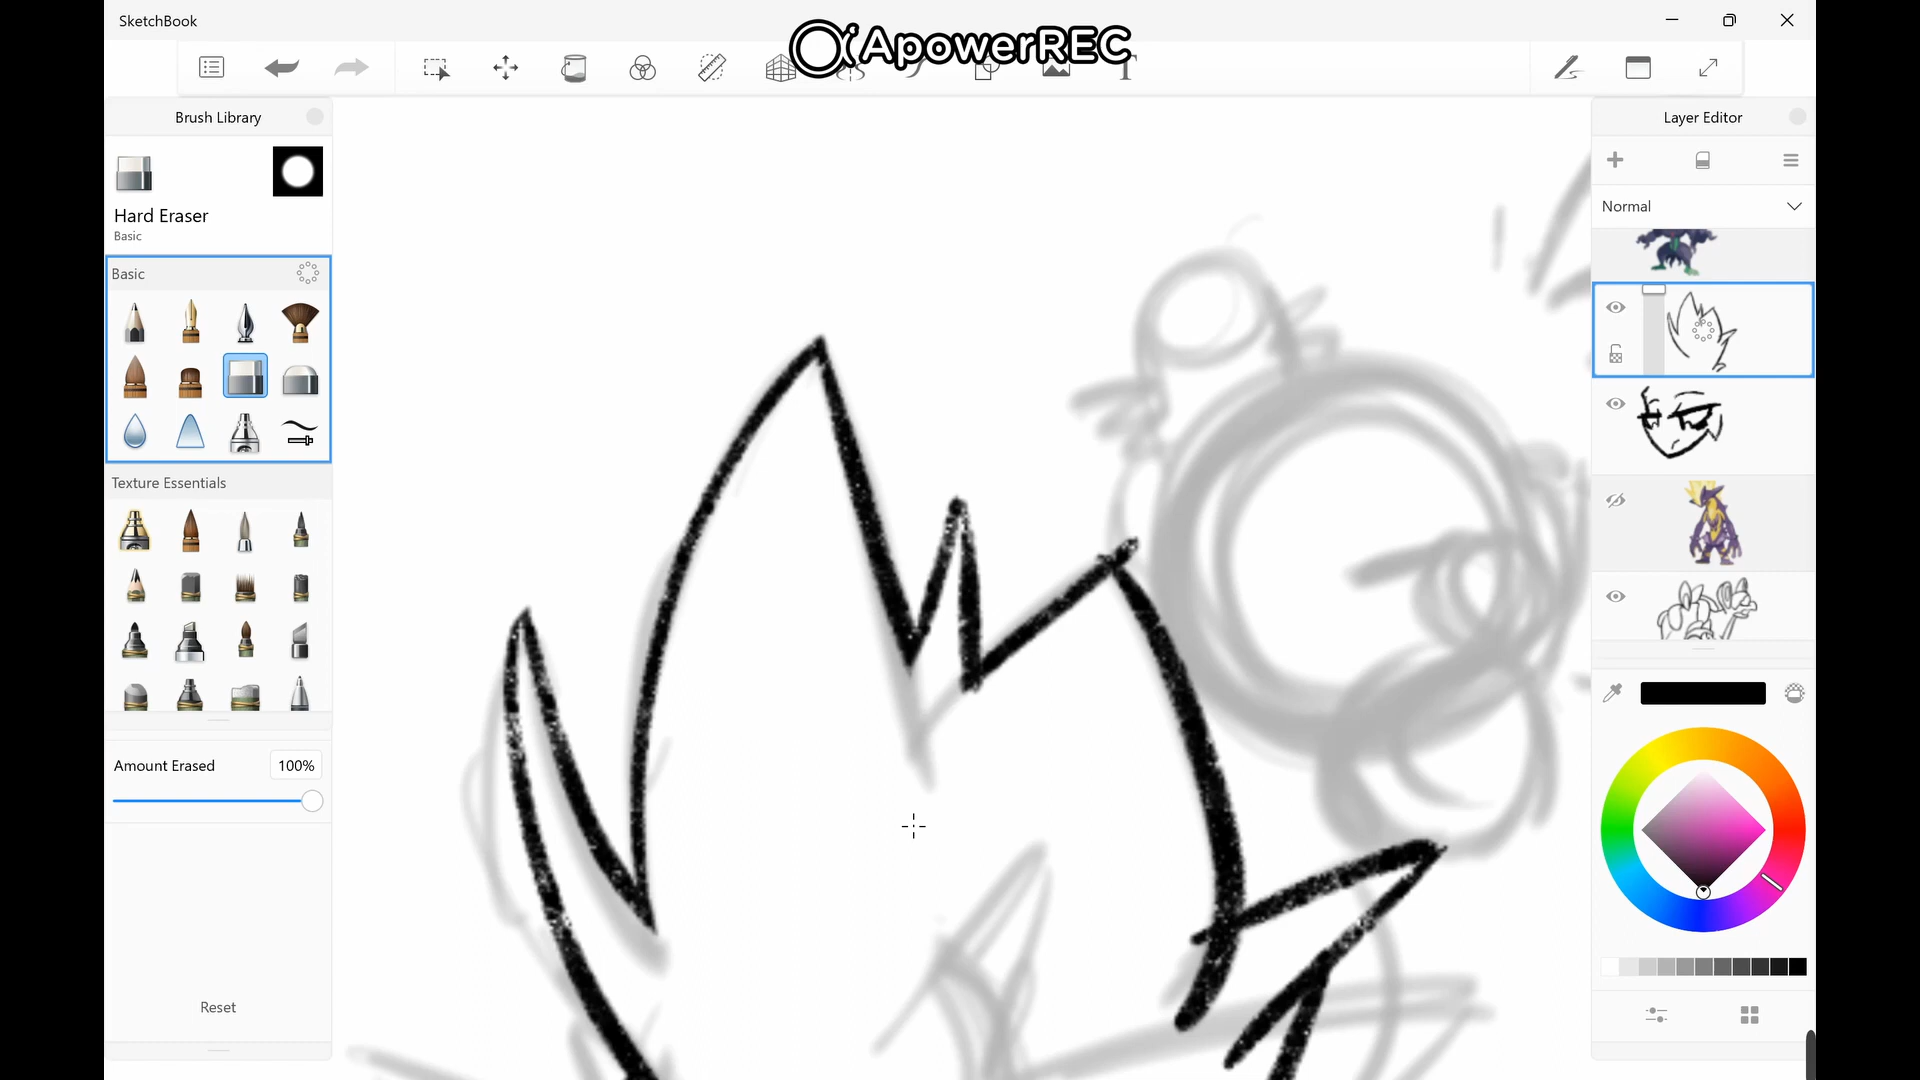 SketchBook
ApowerREC
T
Brush Library
Layer Editor
Hard Eraser
Basic
Normal
Basic
Texture Essentials
Amount Erased
100%
Reset